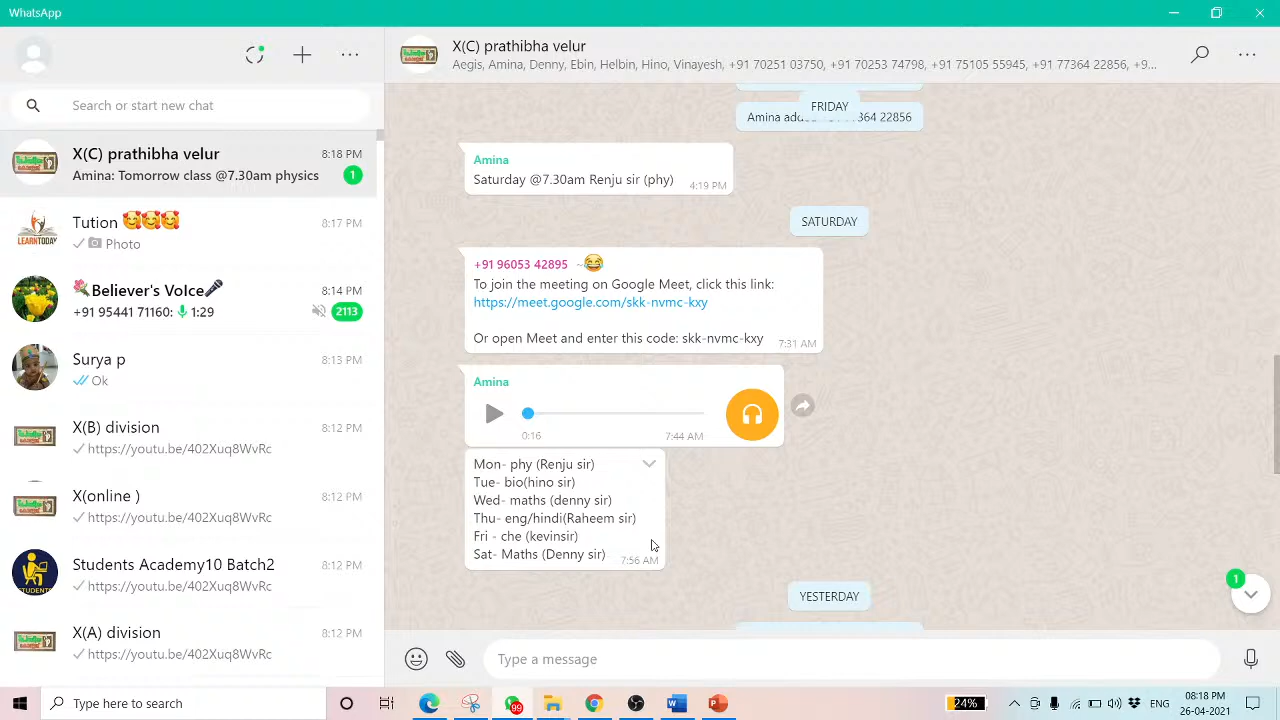 WhatsApp
Search or start new chat
X(C) prathibha velur
8:18 PM
Amina: Tomorrow class @7.30am physics
1
LEARNTODAY
Tution 🥰🥰🥰
8:17 PM
Photo
🌷Believer's VoIce🎤
8:14 PM
+91 95441 71160: 1:29
2113
Surya p
8:13 PM
Ok
X(B) division
8:12 PM
https://youtu.be/402Xuq8WvRc
X(online )
8:12 PM
https://youtu.be/402Xuq8WvRc
STUDENTS
Students Academy10 Batch2
8:12 PM
https://youtu.be/402Xuq8WvRc
X(A) division
8:12 PM
https://youtu.be/402Xuq8WvRc
X(C) prathibha velur
Aegis, Amina, Denny, Ebin, Helbin, Hino, Vinayesh, +91 70251 03750, +91 70253 74798, +91 75105 55945, +91 77364 22856, +9...
FRIDAY
Amina add 364 22856
Amina
Saturday @7.30am Renju sir (phy)
4:19 PM
SATURDAY
+91 96053 42895 ~😂
To join the meeting on Google Meet, click this link:
https://meet.google.com/skk-nvmc-kxy
Or open Meet and enter this code: skk-nvmc-kxy
7:31 AM
Amina
0:16
7:44 AM
Mon- phy (Renju sir)
Tue- bio(hino sir)
Wed- maths (denny sir)
Thu- eng/hindi(Raheem sir)
Fri - che (kevinsir)
Sat- Maths (Denny sir)
7:56 AM
YESTERDAY
1
Type a message
Type here to search
99
24%
08:18 PM
26-04-2021